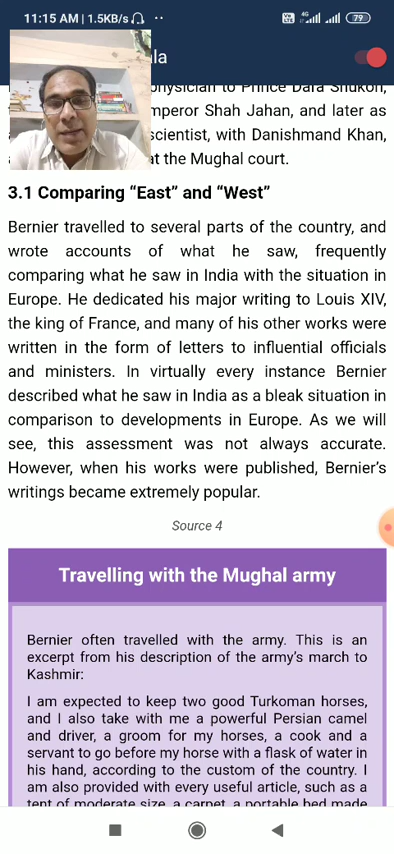 11:15 AM | 1.5KB/s
4G
79
la
physician to Prince Dara Shukoh,
mperor Shah Jahan, and later as
scientist, with Danishmand Khan,
at the Mughal court.
3.1 Comparing “East” and “West”
Bernier travelled to several parts of the country, and
wrote accounts of what he saw, frequently
comparing what he saw in India with the situation in
Europe. He dedicated his major writing to Louis XIV,
the king of France, and many of his other works were
written in the form of letters to influential officials
and ministers. In virtually every instance Bernier
described what he saw in India as a bleak situation in
comparison to developments in Europe. As we will
see, this assessment was not always accurate.
However, when his works were published, Bernier’s
writings became extremely popular.
Source 4
Travelling with the Mughal army
Bernier often travelled with the army. This is an
excerpt from his description of the army’s march to
Kashmir:
I am expected to keep two good Turkoman horses,
and I also take with me a powerful Persian camel
and driver, a groom for my horses, a cook and a
servant to go before my horse with a flask of water in
his hand, according to the custom of the country. I
am also provided with every useful article, such as a
tent of moderate size, a carpet, a portable bed made